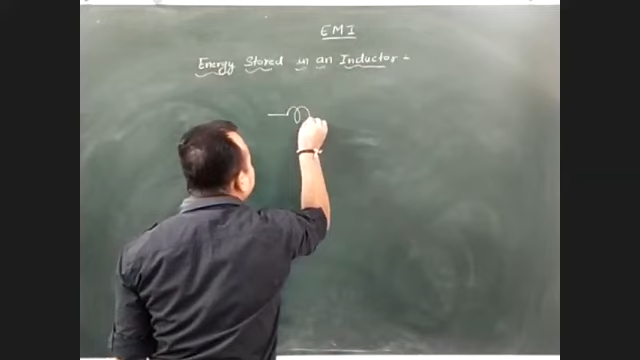 EMI
Energy Stored in an Inductor :-